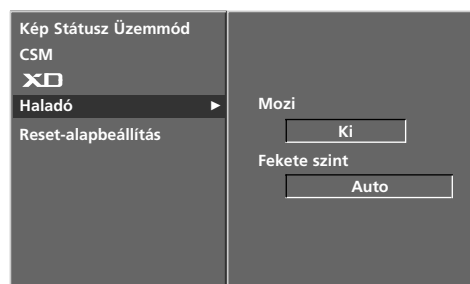 Kép Státusz Üzemmód
CSM
XD
Haladó ►
Reset-alapbeállítás
Mozi
Ki
Fekete szint
Auto